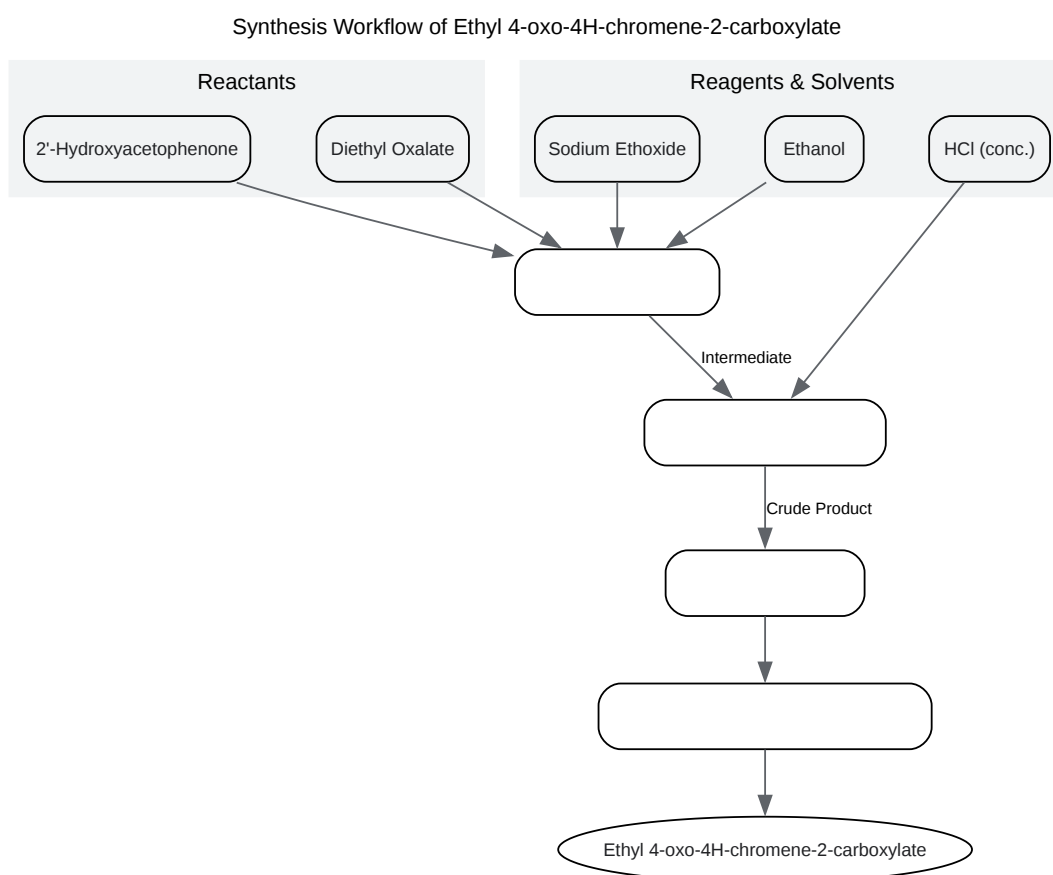 Synthesis Workflow of Ethyl 4-oxo-4H-chromene-2-carboxylate
Reactants
Reagents & Solvents
2'-Hydroxyacetophenone
Diethyl Oxalate
Sodium Ethoxide
Ethanol
HCl (conc.)
Intermediate
Crude Product
Ethyl 4-oxo-4H-chromene-2-carboxylate